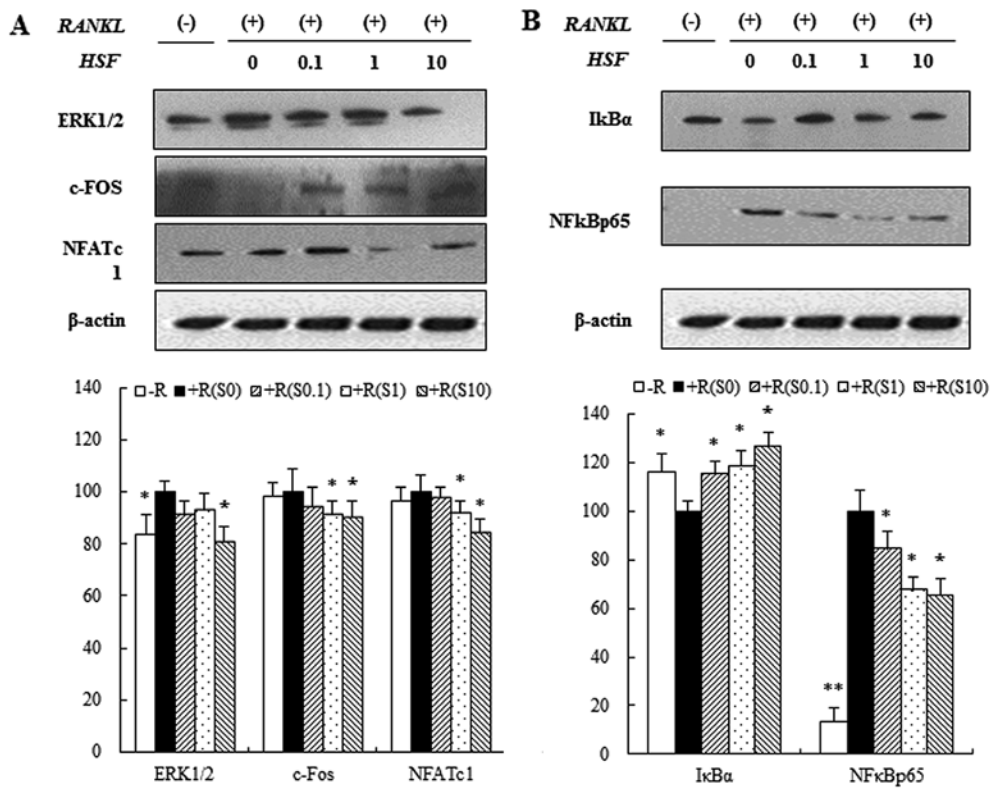 A RANKL (-) (+) (+) (+) (+)
HSF 0 0.1 1 10
ERK1/2
c-FOS
NFATc
1
β-actin
140 □-R ■+R(S0) +R(S0.1) +R(S1) +R(S10)
120
100
80
60
40
20
0
* * * * * *
ERK1/2 c-Fos NFATc1
B RANKL (-) (+) (+) (+) (+)
HSF 0 0.1 1 10
IkBα
NFkBp65
β-actin
□-R ■+R(S0) +R(S0.1) +R(S1) +R(S10)
140
120
100
80
60
40
20
0
* * * * ** * * *
IκBα NFκBp65